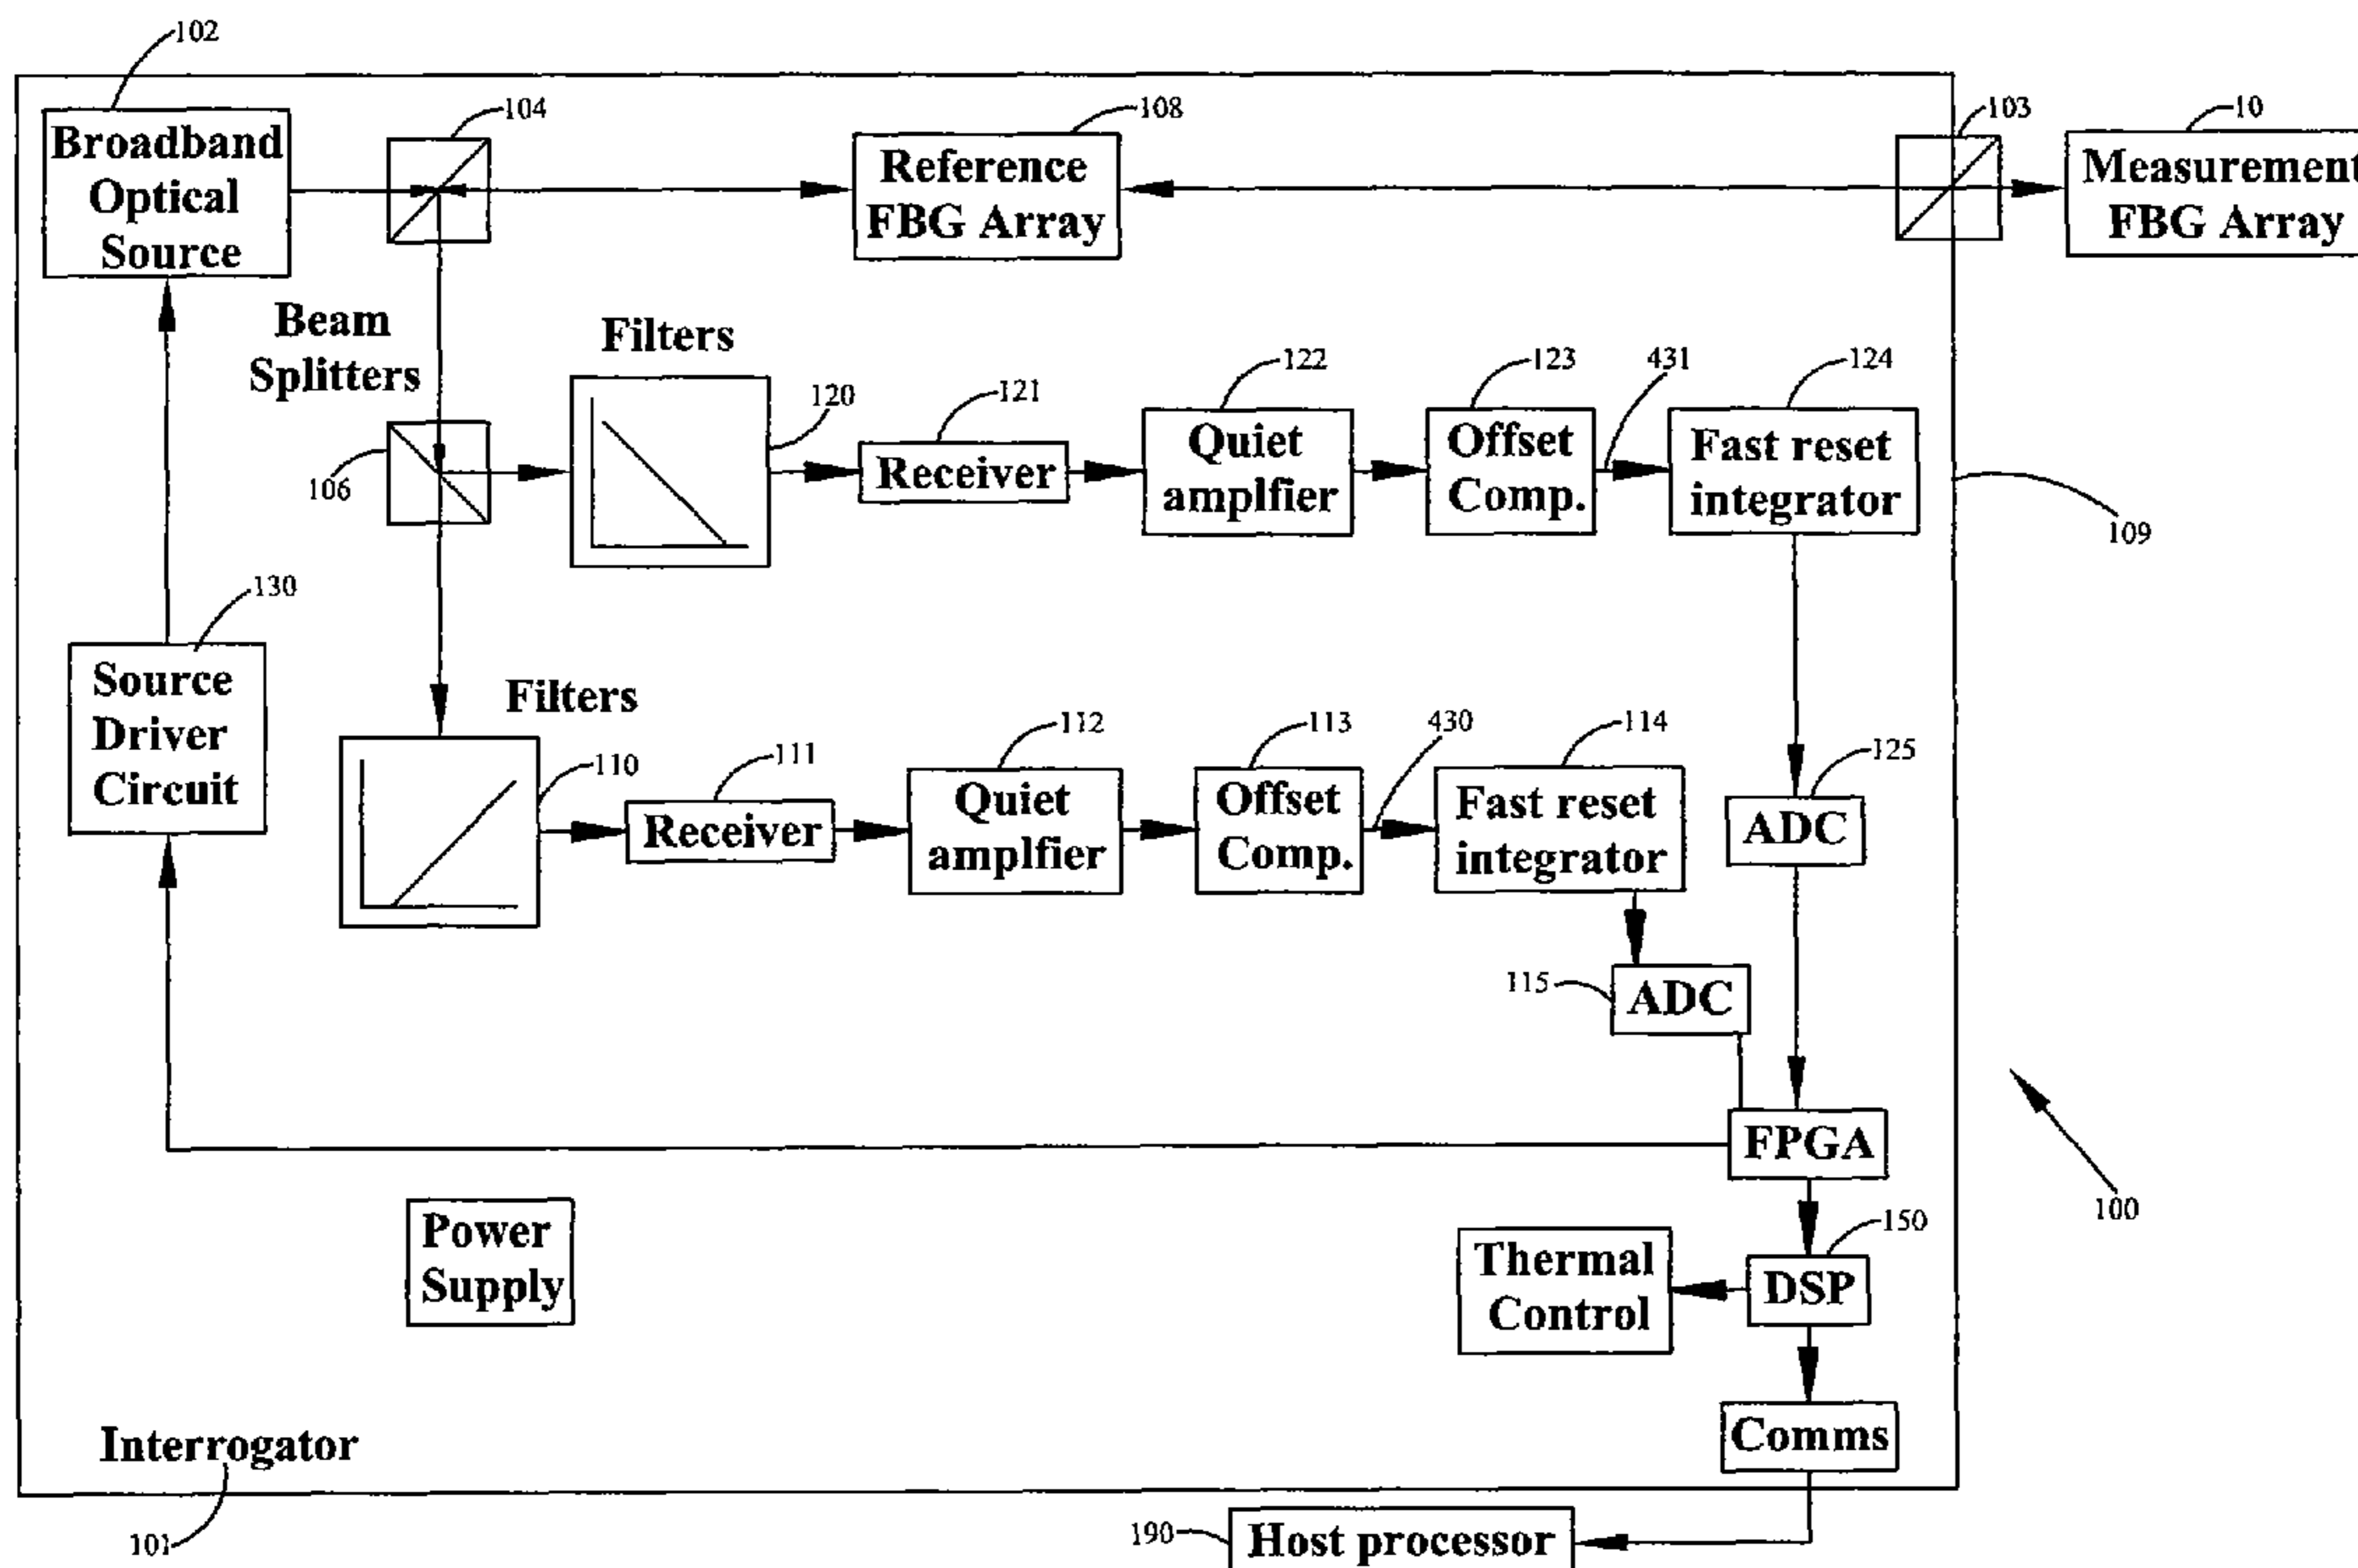 102
104
108
103
10
Broadband
Optical
Source
Reference
FBG Array
Measurement
FBG Array
Beam
Splitters
Filters
106
120
121
122
123
431
124
Receiver
Quiet
amplfier
Offset
Comp.
Fast reset
integrator
109
130
Source
Driver
Circuit
Filters
110
111
112
113
430
114
125
Receiver
Quiet
amplfier
Offset
Comp.
Fast reset
integrator
ADC
115
ADC
FPGA
100
Power
Supply
Thermal
Control
150
DSP
Comms
Interrogator
101
190
Host processor